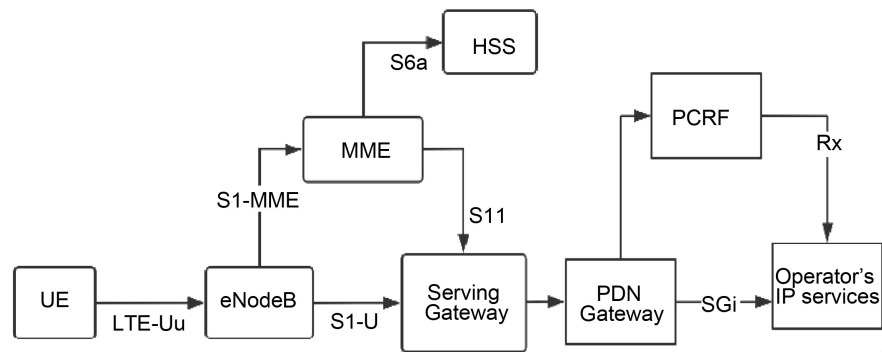 HSS
S6a
PCRF
MME
Rx
S1-MME
S11
UE
eNodeB
Serving
Gateway
PDN
Gateway
SGi
Operator's
IP services
LTE-Uu
S1-U